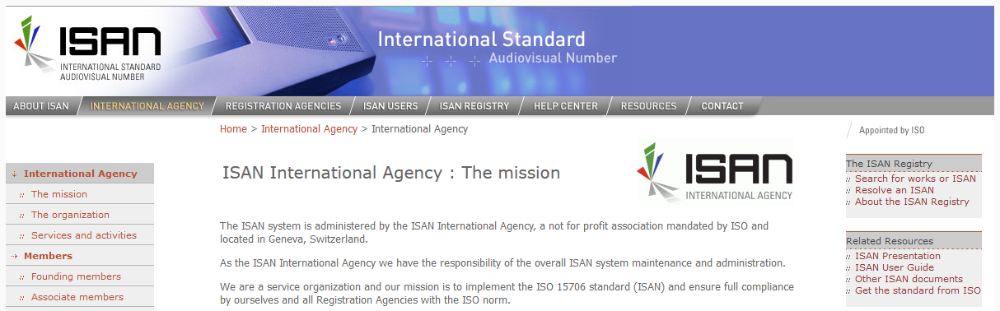 ISAN
INTERNATIONAL STANDARD
AUDIOVISUAL NUMBER
International Standard
Audiovisual Number
ABOUT ISAN INTERNATIONAL AGENCY REGISTRATION AGENCIES ISAN USERS ISAN REGISTRY HELP CENTER RESOURCES CONTACT
Home > International Agency > International Agency
International Agency
The mission
The organization
Services and activities
Members
Founding members
Associate members
ISAN International Agency : The mission
ISAN
INTERNATIONAL AGENCY
The ISAN system is administered by the ISAN International Agency, a not for profit association mandated by ISO and
located in Geneva, Switzerland.
As the ISAN International Agency we have the responsibility of the overall ISAN system maintenance and administration.
We are a service organization and our mission is to implement the ISO 15706 standard (ISAN) and ensure full compliance
by ourselves and all Registration Agencies with the ISO norm.
Appointed by ISO
The ISAN Registry
Search for works or ISAN
Resolve an ISAN
About the ISAN Registry
Related Resources
ISAN Presentation
ISAN User Guide
Other ISAN documents
Get the standard from ISO